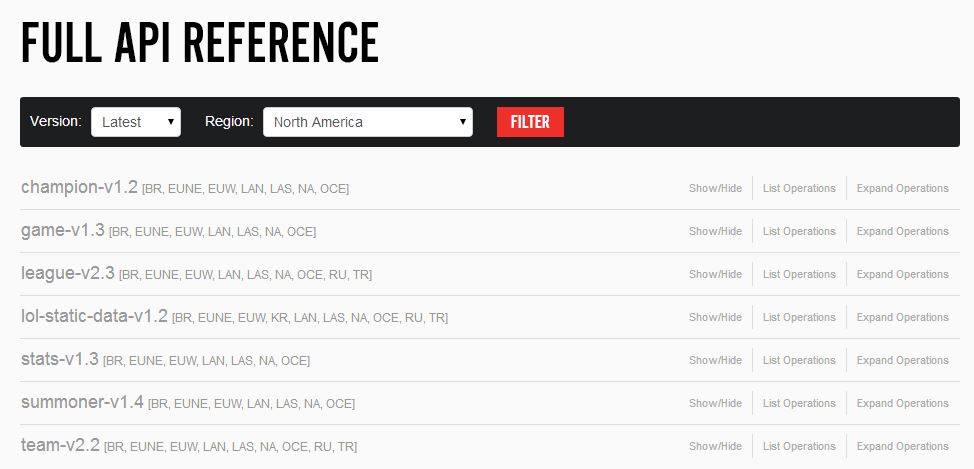 FULL API REFERENCE
Version: Latest Region: North America FILTER
champion-v1.2 [BR, EUNE, EUW, LAN, LAS, NA, OCE] Show/Hide List Operations Expand Operations
game-v1.3 [BR, EUNE, EUW, LAN, LAS, NA, OCE] Show/Hide List Operations Expand Operations
league-v2.3 [BR, EUNE, EUW, LAN, LAS, NA, OCE, RU, TR] Show/Hide List Operations Expand Operations
lol-static-data-v1.2 [BR, EUNE, EUW, KR, LAN, LAS, NA, OCE, RU, TR] Show/Hide List Operations Expand Operations
stats-v1.3 [BR, EUNE, EUW, LAN, LAS, NA, OCE] Show/Hide List Operations Expand Operations
summoner-v1.4 [BR, EUNE, EUW, LAN, LAS, NA, OCE] Show/Hide List Operations Expand Operations
team-v2.2 [BR, EUNE, EUW, LAN, LAS, NA, OCE, RU, TR] Show/Hide List Operations Expand Operations